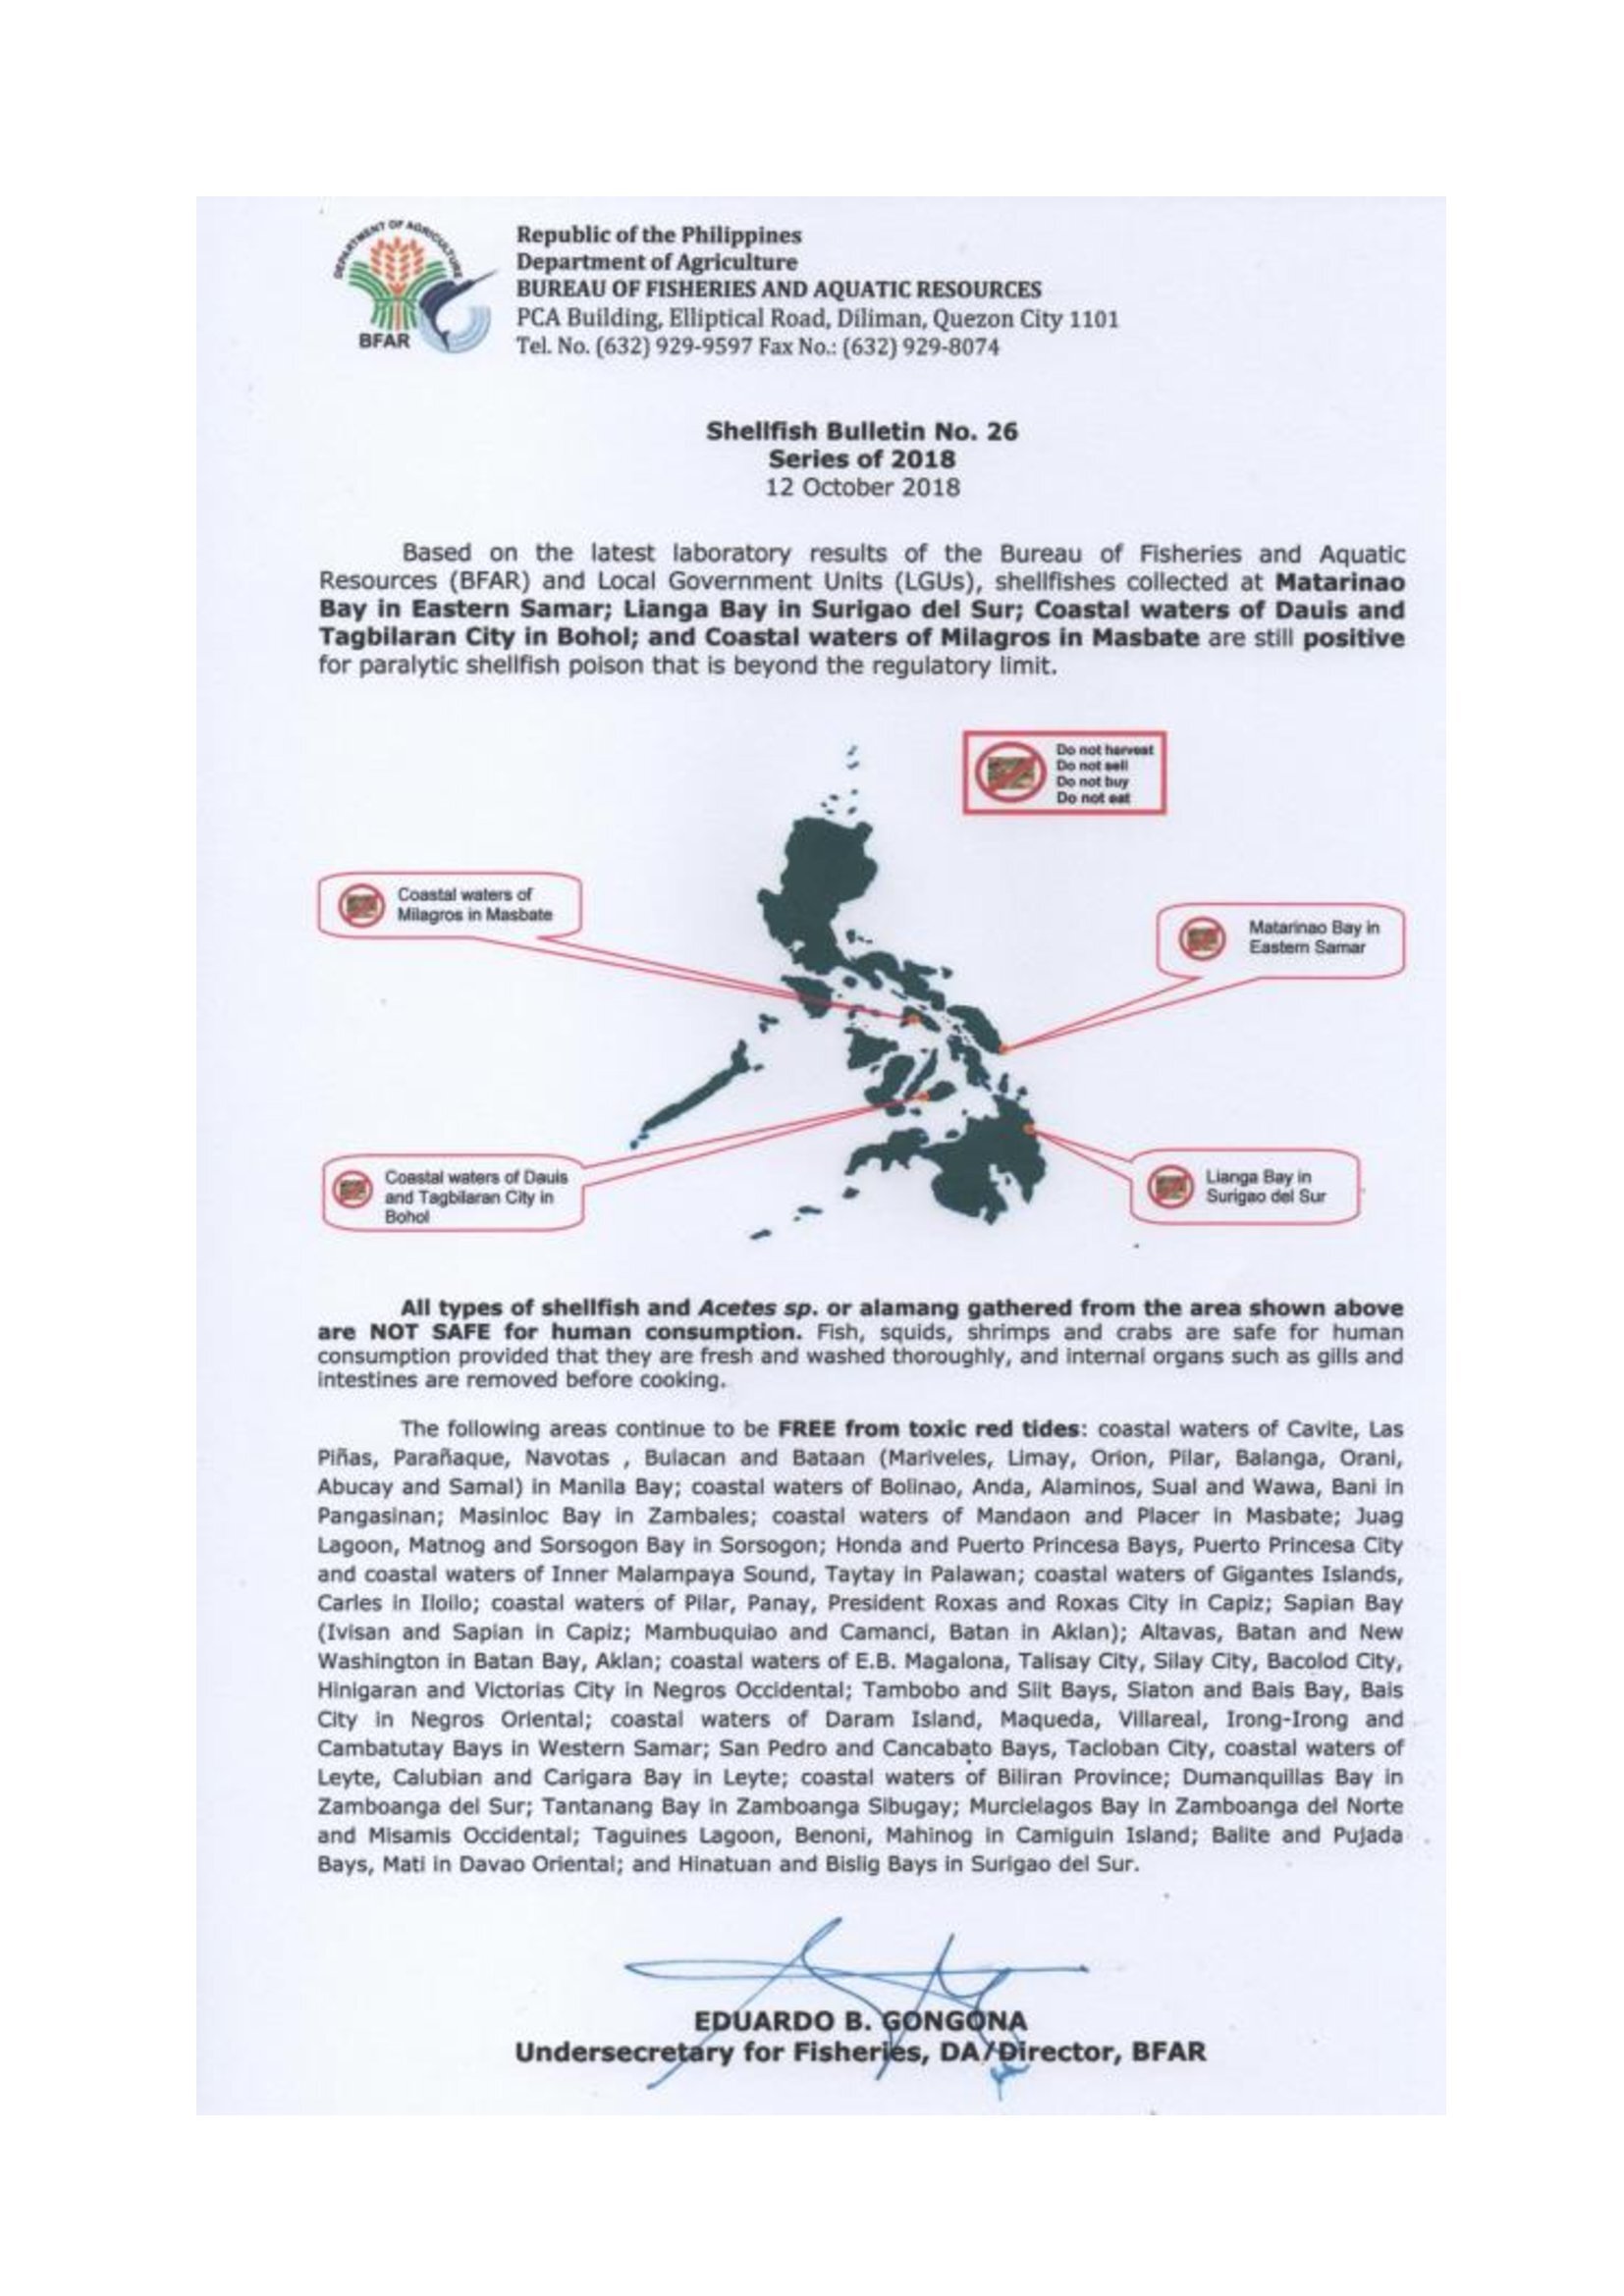 DEPARTMENT OF AGRICULTURE
BFAR
Republic of the Philippines
Department of Agriculture
BUREAU OF FISHERIES AND AQUATIC RESOURCES
PCA Building, Elliptical Road, Diliman, Quezon City 1101
Tel. No. (632) 929-9597 Fax No.: (632) 929-8074
Shellfish Bulletin No. 26
Series of 2018
12 October 2018
Based on the latest laboratory results of the Bureau of Fisheries and Aquatic
Resources (BFAR) and Local Government Units (LGUs), shellfishes collected at Matarinao
Bay in Eastern Samar; Lianga Bay in Surigao del Sur; Coastal waters of Dauis and
Tagbilaran City in Bohol; and Coastal waters of Milagros in Masbate are still positive
for paralytic shellfish poison that is beyond the regulatory limit.
Do not harvest
Do not sell
Do not buy
Do not eat
Coastal waters of
Milagros in Masbate
Matarinao Bay in
Eastern Samar
Coastal waters of Dauis
and Tagbilaran City in
Bohol
Lianga Bay in
Surigao del Sur
All types of shellfish and Acetes sp. or alamang gathered from the area shown above
are NOT SAFE for human consumption. Fish, squids, shrimps and crabs are safe for human
consumption provided that they are fresh and washed thoroughly, and internal organs such as gills and
intestines are removed before cooking.
The following areas continue to be FREE from toxic red tides: coastal waters of Cavite, Las
Piñas, Parañaque, Navotas , Bulacan and Bataan (Mariveles, Limay, Orion, Pilar, Balanga, Orani,
Abucay and Samal) in Manila Bay; coastal waters of Bolinao, Anda, Alaminos, Sual and Wawa, Bani in
Pangasinan; Masinloc Bay in Zambales; coastal waters of Mandaon and Placer in Masbate; Juag
Lagoon, Matnog and Sorsogon Bay in Sorsogon; Honda and Puerto Princesa Bays, Puerto Princesa City
and coastal waters of Inner Malampaya Sound, Taytay in Palawan; coastal waters of Gigantes Islands,
Carles in Iloilo; coastal waters of Pilar, Panay, President Roxas and Roxas City in Capiz; Sapian Bay
(Ivisan and Sapian in Capiz; Mambuquiao and Camanci, Batan in Aklan); Altavas, Batan and New
Washington in Batan Bay, Aklan; coastal waters of E.B. Magalona, Talisay City, Silay City, Bacolod City,
Hinigaran and Victorias City in Negros Occidental; Tambobo and Siit Bays, Siaton and Bais Bay, Bais
City in Negros Oriental; coastal waters of Daram Island, Maqueda, Villareal, Irong-Irong and
Cambatutay Bays in Western Samar; San Pedro and Cancabato Bays, Tacloban City, coastal waters of
Leyte, Calubian and Carigara Bay in Leyte; coastal waters of Biliran Province; Dumanquillas Bay in
Zamboanga del Sur; Tantanang Bay in Zamboanga Sibugay; Murcielagos Bay in Zamboanga del Norte
and Misamis Occidental; Taguines Lagoon, Benoni, Mahinog in Camiguin Island; Balite and Pujada
Bays, Mati in Davao Oriental; and Hinatuan and Bislig Bays in Surigao del Sur.
EDUARDO B. GONGONA
Undersecretary for Fisheries, DA/Director, BFAR